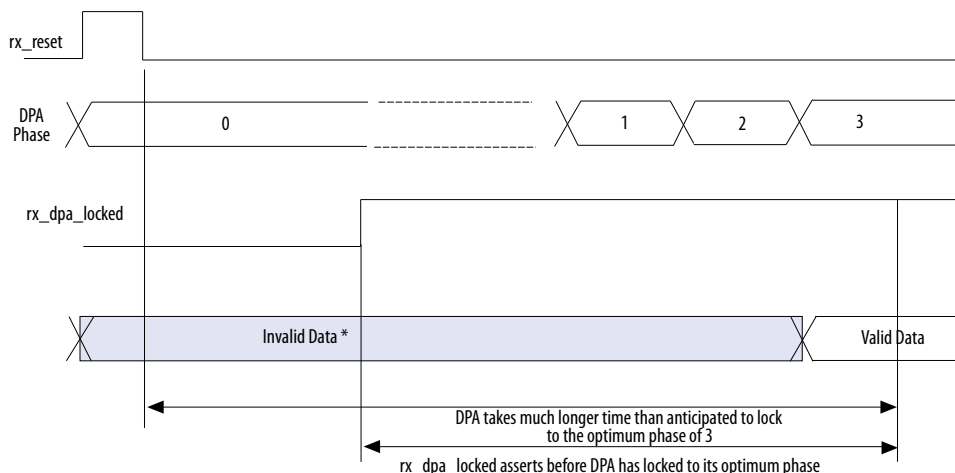 rx_reset
DPA
Phase
0
1
2
3
rx_dpa_locked
Invalid Data *
Valid Data
DPA takes much longer time than anticipated to lock
to the optimum phase of 3
rx_dpa_locked asserts before DPA has locked to its optimum phase